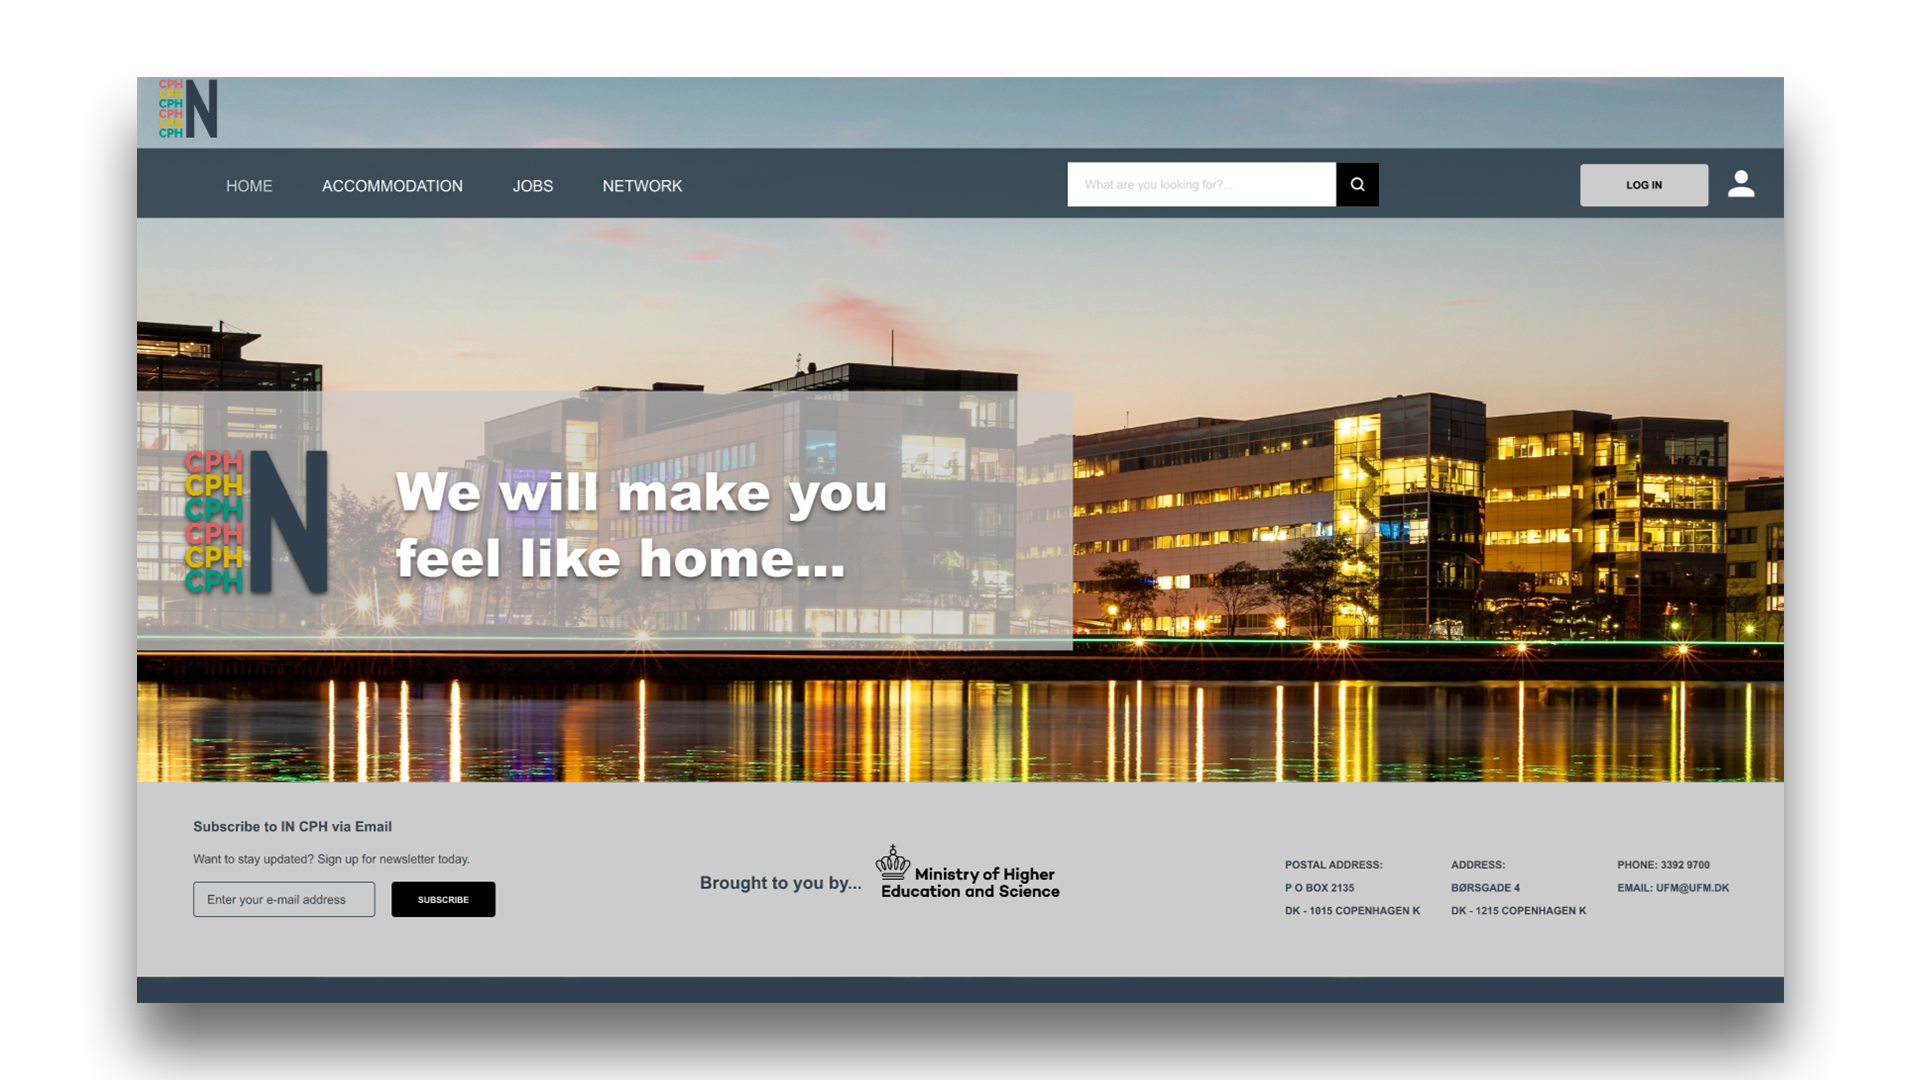 CPH
CPH
CPH
CPH
CPH
CPH
N
HOME
ACCOMMODATION
JOBS
NETWORK
What are you looking for?...
LOG IN
CPH
CPH
CPH
CPH
CPH
CPH
N
We will make you
feel like home...
Subscribe to IN CPH via Email
Want to stay updated? Sign up for newsletter today.
Enter your e-mail address
SUBSCRIBE
Brought to you by...
Ministry of Higher
Education and Science
POSTAL ADDRESS:
P O BOX 2135
DK - 1015 COPENHAGEN K
ADDRESS:
BØRSGADE 4
DK - 1215 COPENHAGEN K
PHONE: 3392 9700
EMAIL: UFM@UFM.DK